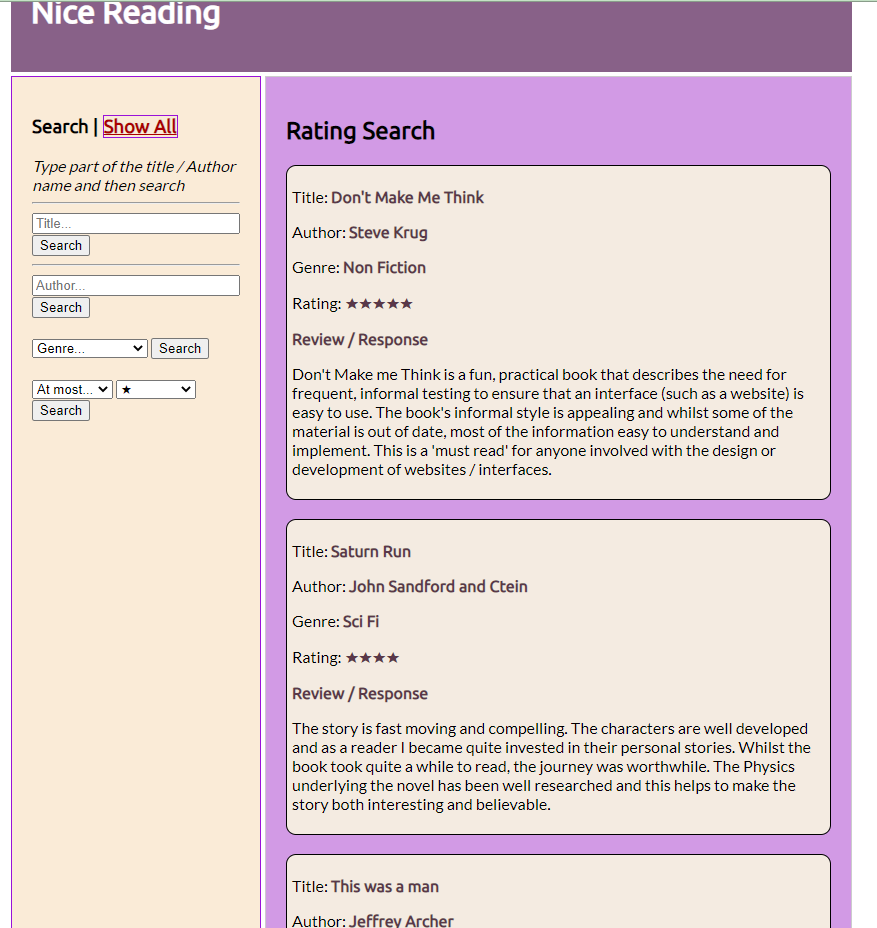 Nice Reading
Search | Show All
Type part of the title / Author
name and then search
Title...
Search
Author...
Search
Genre... Search
At most... ★
Search
Rating Search
Title: Don't Make Me Think
Author: Steve Krug
Genre: Non Fiction
Rating: ★★★★★
Review / Response
Don't Make me Think is a fun, practical book that describes the need for
frequent, informal testing to ensure that an interface (such as a website) is
easy to use. The book's informal style is appealing and whilst some of the
material is out of date, most of the information easy to understand and
implement. This is a 'must read' for anyone involved with the design or
development of websites / interfaces.
Title: Saturn Run
Author: John Sandford and Ctein
Genre: Sci Fi
Rating: ★★★★
Review / Response
The story is fast moving and compelling. The characters are well developed
and as a reader I became quite invested in their personal stories. Whilst the
book took quite a while to read, the journey was worthwhile. The Physics
underlying the novel has been well researched and this helps to make the
story both interesting and believable.
Title: This was a man
Author: Jeffrey Archer